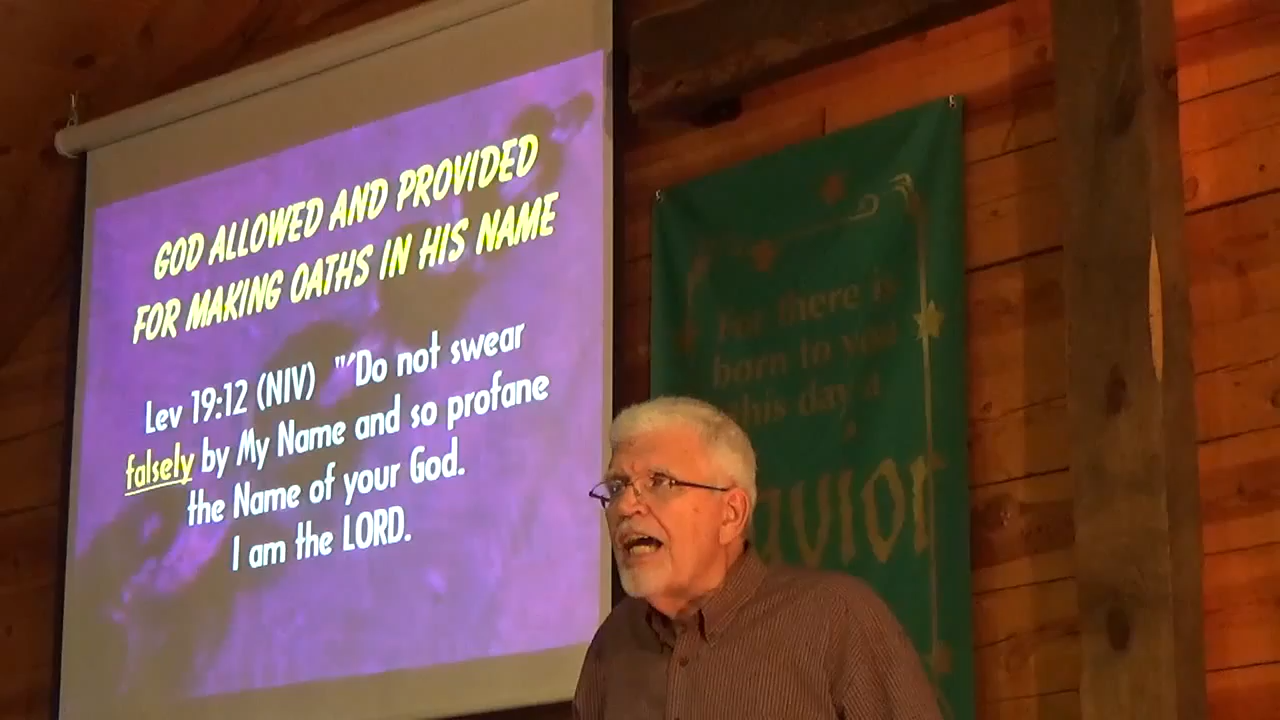 GOD ALLOWED AND PROVIDED
FOR MAKING OATHS IN HIS NAME
Lev 19:12 (NIV) "'Do not swear
falsely by My Name and so profane
the Name of your God.
I am the LORD.
For there is
born to you
this day a
avior